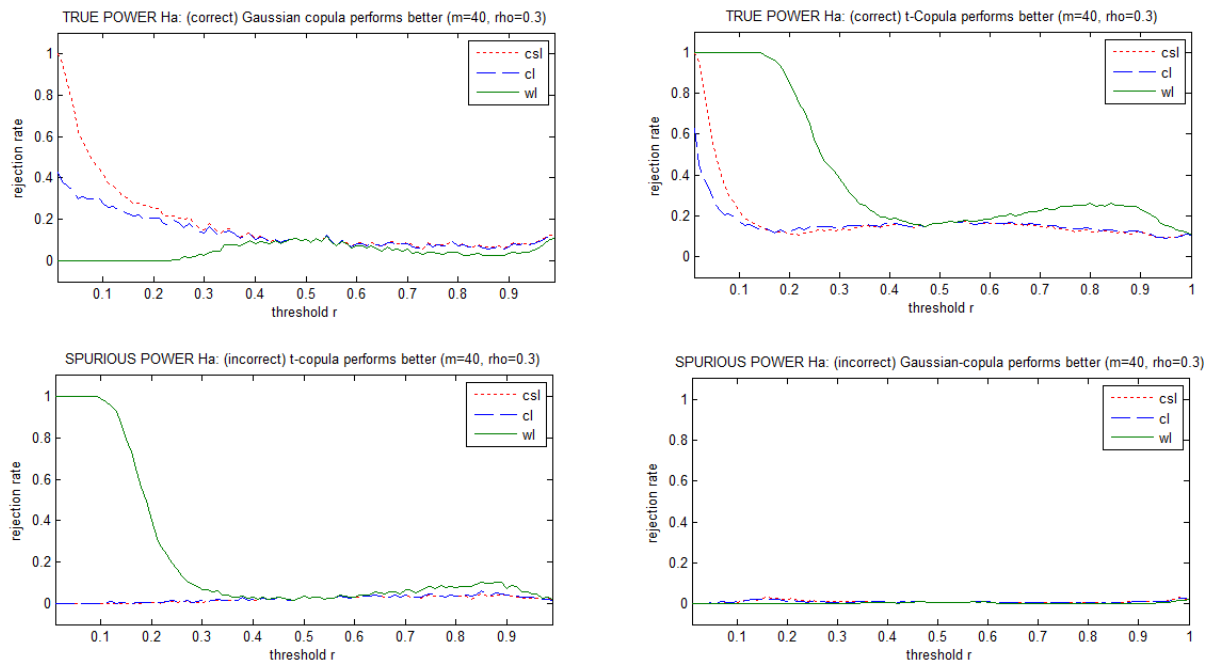 TRUE POWER Ha: (correct) Gaussian copula performs better (m=40, rho=0.3)
1
0.8
0.6
0.4
0.2
0
rejection rate
csl
cl
wl
0.1 0.2 0.3 0.4 0.5 0.6 0.7 0.8 0.9
threshold r
TRUE POWER Ha: (correct) t-Copula performs better (m=40, rho=0.3)
1
0.8
0.6
0.4
0.2
0
rejection rate
csl
cl
wl
0.1 0.2 0.3 0.4 0.5 0.6 0.7 0.8 0.9 1
threshold r
SPURIOUS POWER Ha: (incorrect) t-copula performs better (m=40, rho=0.3)
1
0.8
0.6
0.4
0.2
0
rejection rate
csl
cl
wl
0.1 0.2 0.3 0.4 0.5 0.6 0.7 0.8 0.9
threshold r
SPURIOUS POWER Ha: (incorrect) Gaussian-copula performs better (m=40, rho=0.3)
1
0.8
0.6
0.4
0.2
0
rejection rate
csl
cl
wl
0.1 0.2 0.3 0.4 0.5 0.6 0.7 0.8 0.9 1
threshold r